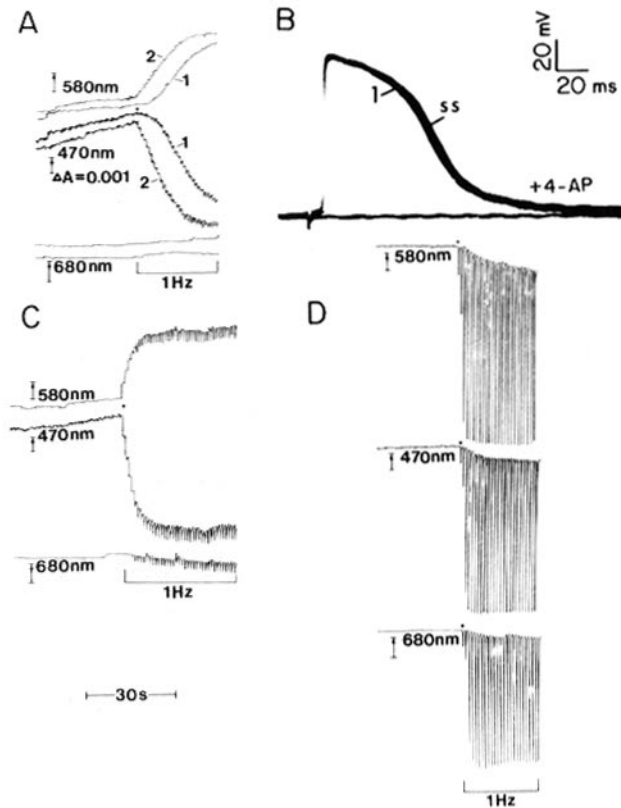 A
2
1
580nm
470nm
ΔA=0.001
1
2
680nm
1Hz
B
1
ss
+4-AP
20 mV
20 ms
C
580nm
470nm
680nm
1Hz
30s
D
580nm
470nm
680nm
1Hz